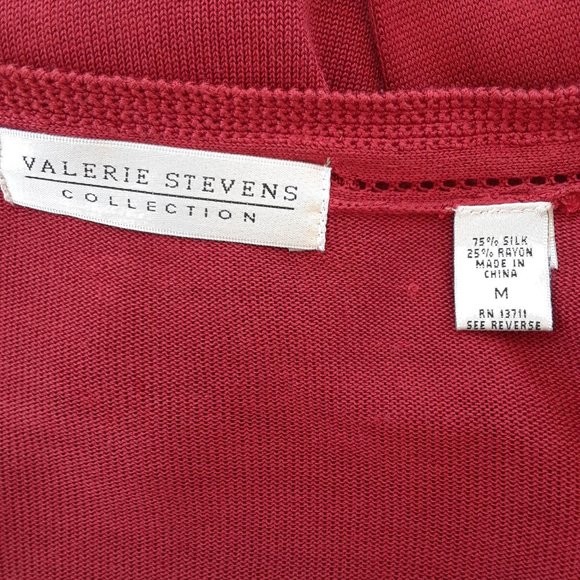 VALERIE STEVENS
COLLECTION
75% SILK
25% RAYON
MADE IN
CHINA
M
RN 13711
SEE REVERSE